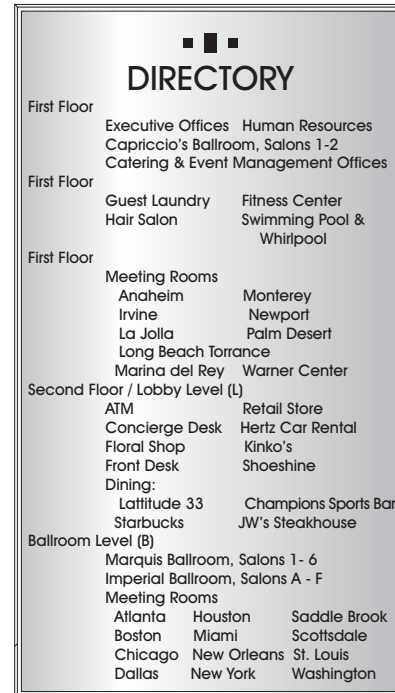 DIRECTORY
First Floor
Executive Offices Human Resources
Capriccio's Ballroom, Salons 1-2
Catering & Event Management Offices
First Floor
Guest Laundry Fitness Center
Hair Salon Swimming Pool &
Whirlpool
First Floor
Meeting Rooms
Anaheim Monterey
Irvine Newport
La Jolla Palm Desert
Long Beach Torrance
Marina del Rey Warner Center
Second Floor / Lobby Level (L)
ATM Retail Store
Concierge Desk Hertz Car Rental
Floral Shop Kinko's
Front Desk Shoeshine
Dining:
Lattitude 33 Champions Sports Bar
Starbucks JW's Steakhouse
Ballroom Level (B)
Marquis Ballroom, Salons 1- 6
Imperial Ballroom, Salons A - F
Meeting Rooms
Atlanta Houston Saddle Brook
Boston Miami Scottsdale
Chicago New Orleans St. Louis
Dallas New York Washington